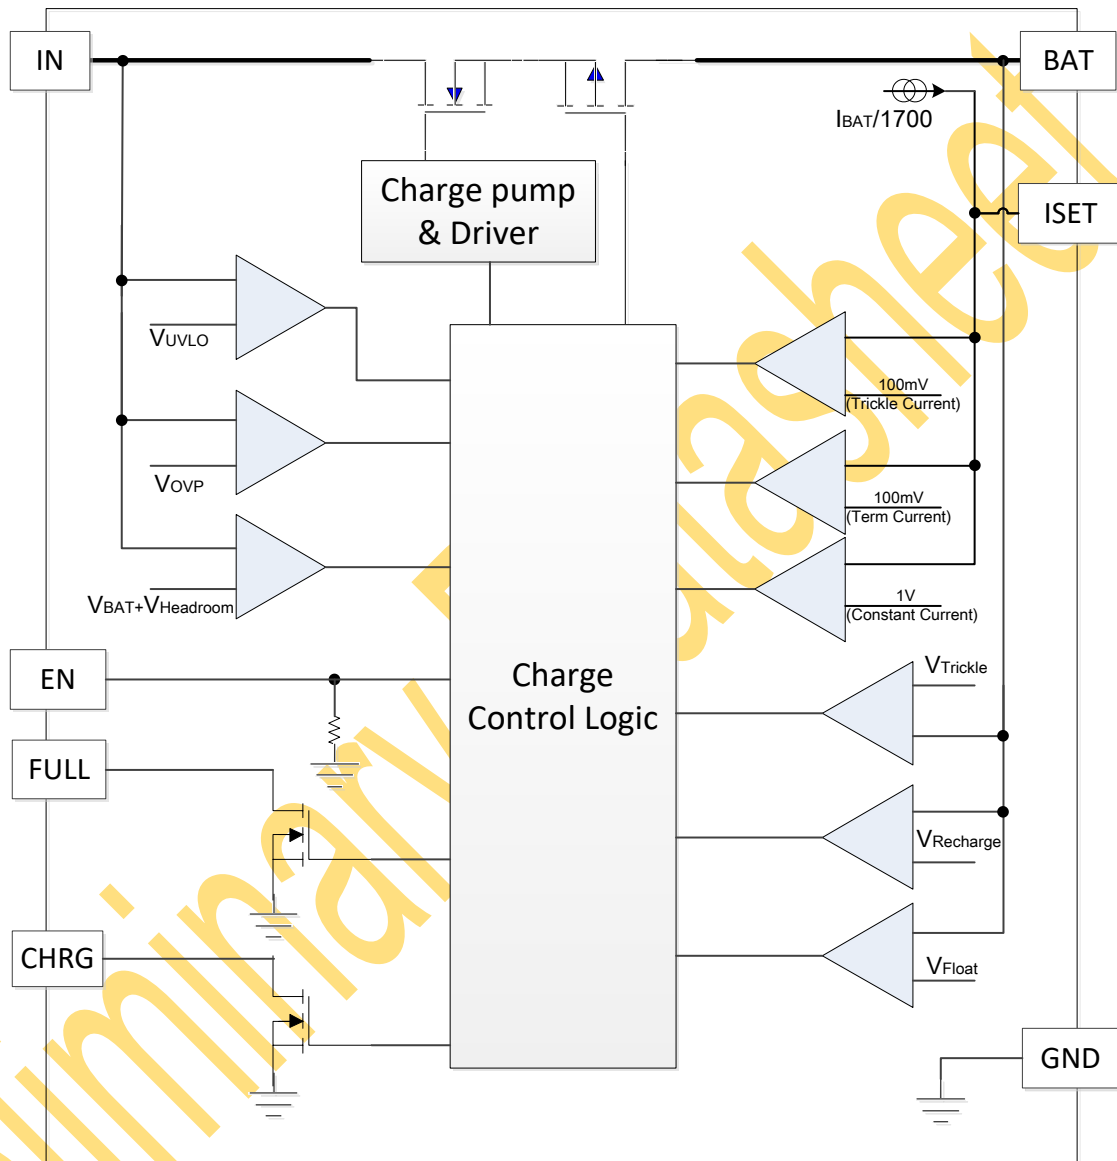 IN
BAT
IBAT/1700
Charge pump
& Driver
ISET
VUVLO
100mV
(Trickle Current)
VOVP
100mV
(Term Current)
VBAT+VHeadroom
1V
(Constant Current)
EN
Charge
Control Logic
VTrickle
FULL
VRecharge
CHRG
VFloat
GND